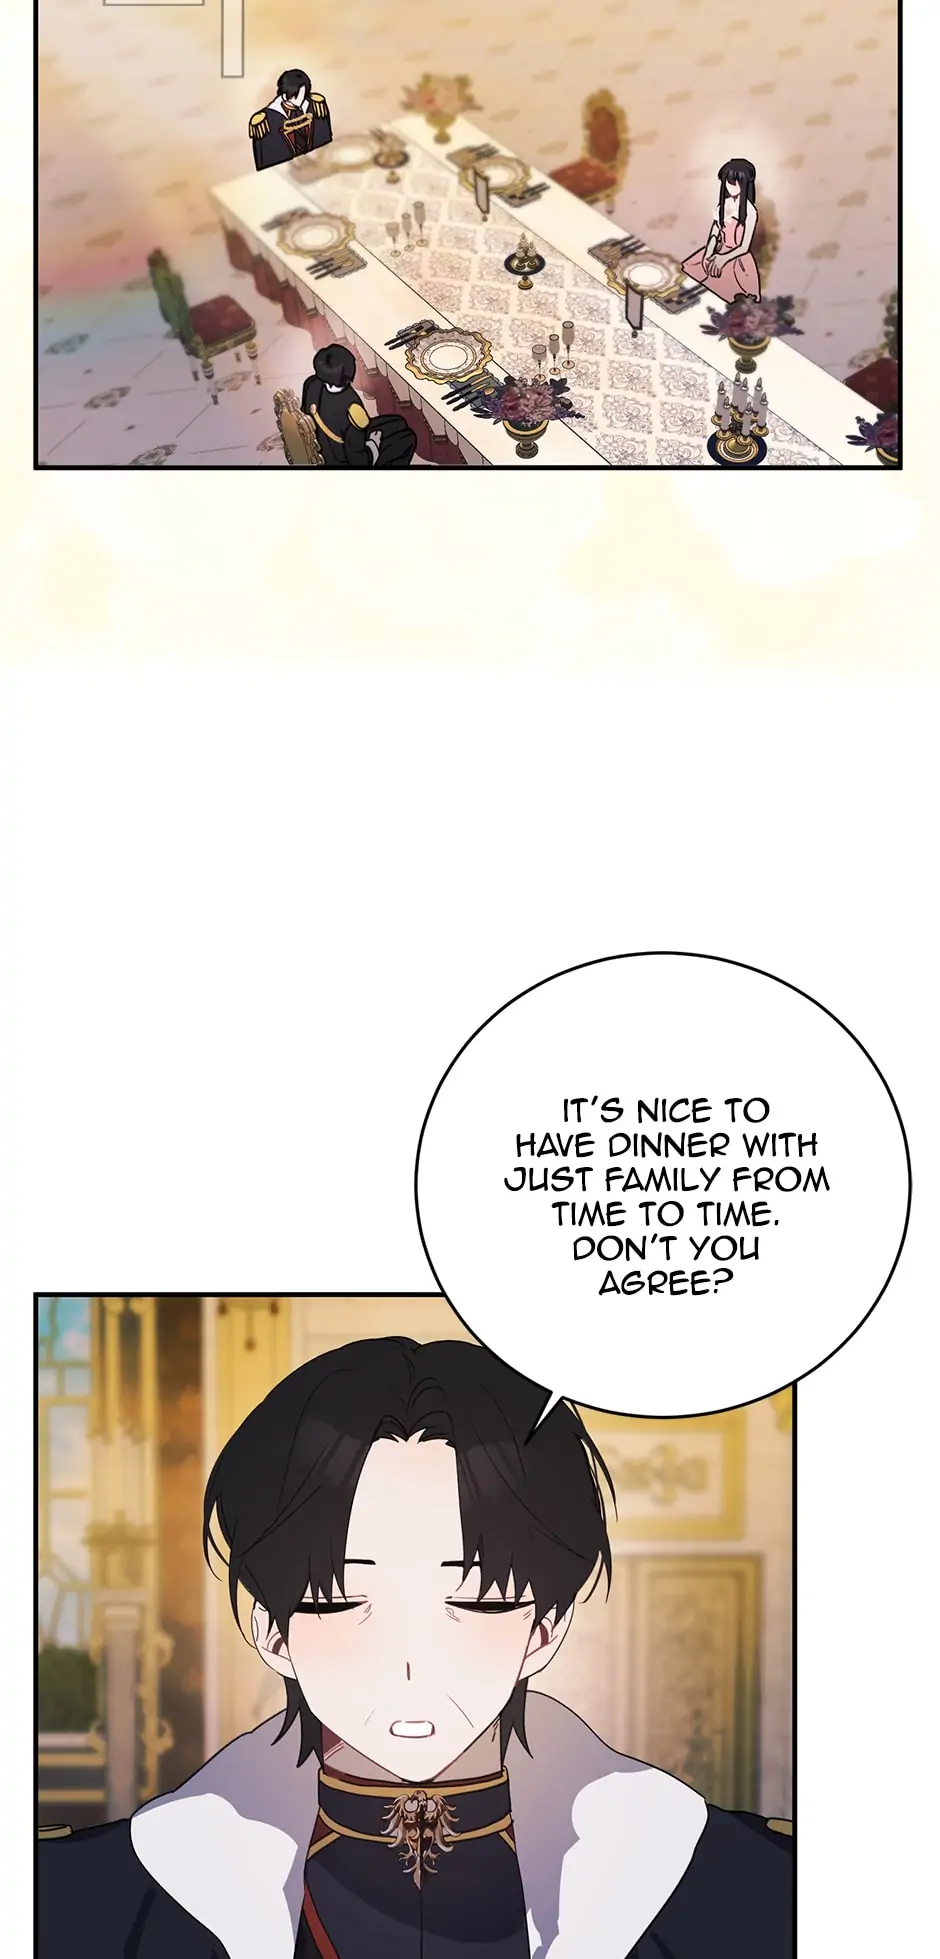 IT'S NICE TO
HAVE DINNER WITH
JUST FAMILY FROM
TIME TO TIME.
DON'T YOU
AGREE?